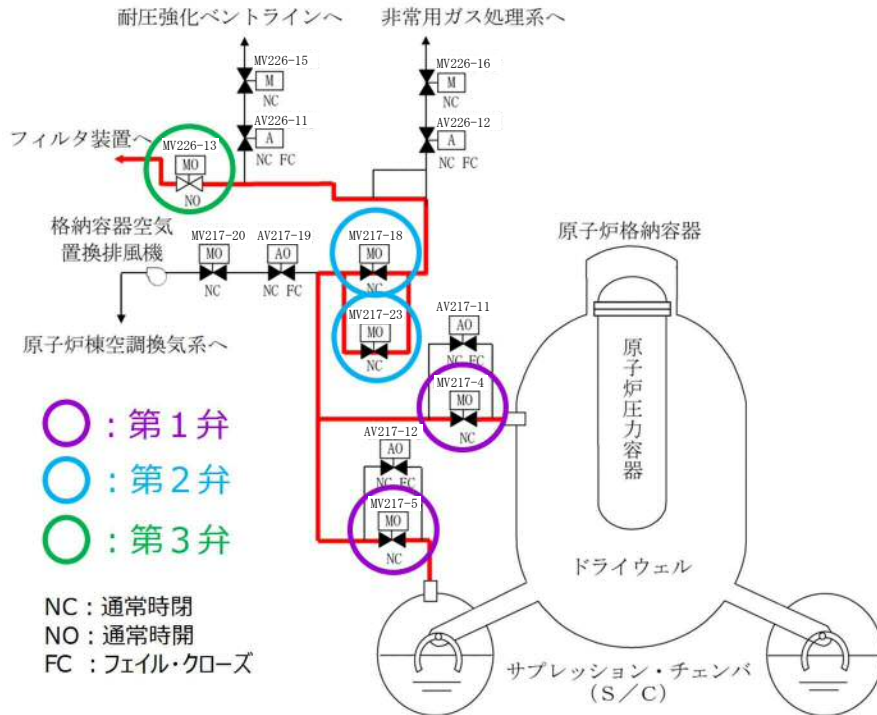 耐圧強化ベントラインへ
非常用ガス処理系へ
MV226-15
M
NC
MV226-16
M
NC
AV226-11
A
NC FC
AV226-12
A
NC FC
フィルタ装置へ
MV226-13
MO
NO
格納容器空気
置換排風機
MV217-20
MO
NC
AV217-19
AO
NC FC
MV217-18
MO
NC
原子炉格納容器
原子炉棟空調換気系へ
MV217-23
MO
NC
AV217-11
AO
NC FC
MV217-4
MO
NC
原子炉圧力容器
AV217-12
AO
NC FC
MV217-5
MO
NC
：第１弁
：第２弁
：第３弁
ドライウェル
NC：通常時閉
NO：通常時開
FC ：フェイル・クローズ
サプレッション・チェンバ
（S／C）